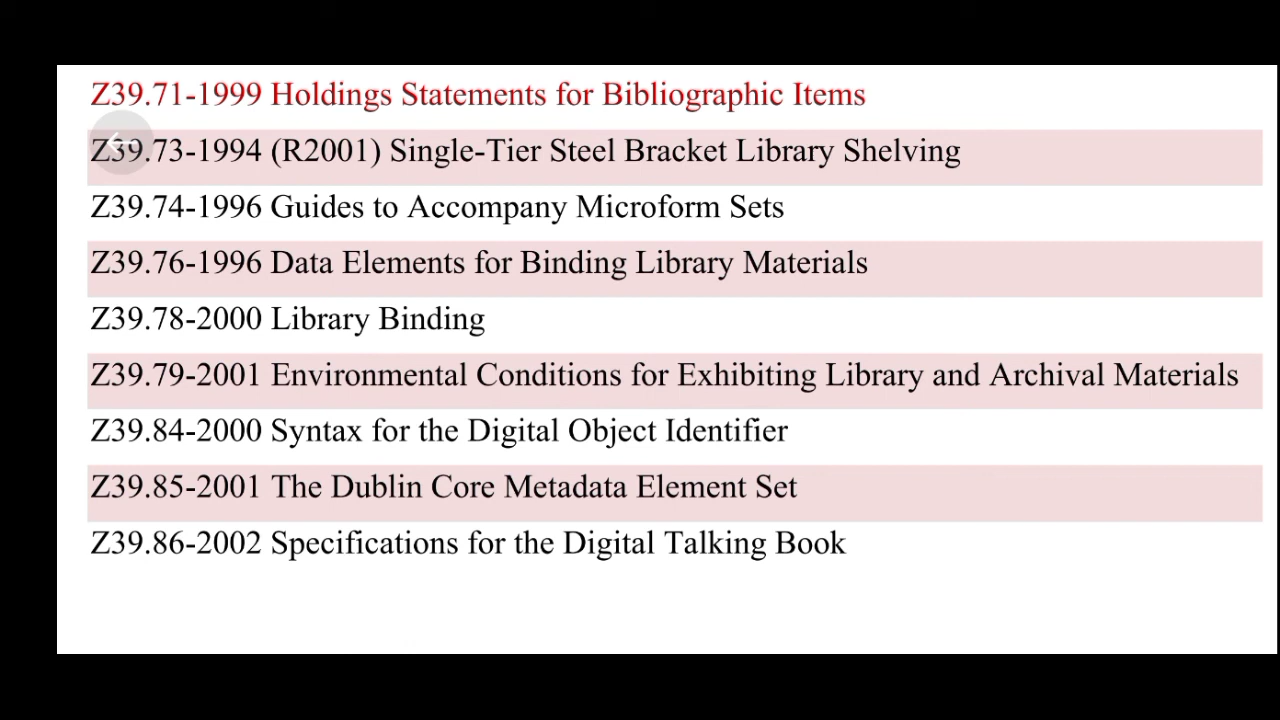 Z39.71-1999 Holdings Statements for Bibliographic Items
Z39.73-1994 (R2001) Single-Tier Steel Bracket Library Shelving
Z39.74-1996 Guides to Accompany Microform Sets
Z39.76-1996 Data Elements for Binding Library Materials
Z39.78-2000 Library Binding
Z39.79-2001 Environmental Conditions for Exhibiting Library and Archival Materials
Z39.84-2000 Syntax for the Digital Object Identifier
Z39.85-2001 The Dublin Core Metadata Element Set
Z39.86-2002 Specifications for the Digital Talking Book